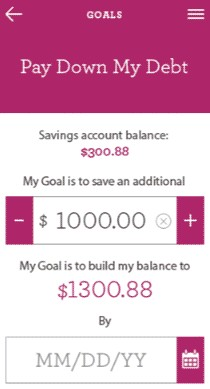 GOALS
Pay Down My Debt
Savings account balance:
$300.88
My Goal is to save an additional
- $ 1000.00 +
My Goal is to build my balance to
$1300.88
By
MM/DD/YY